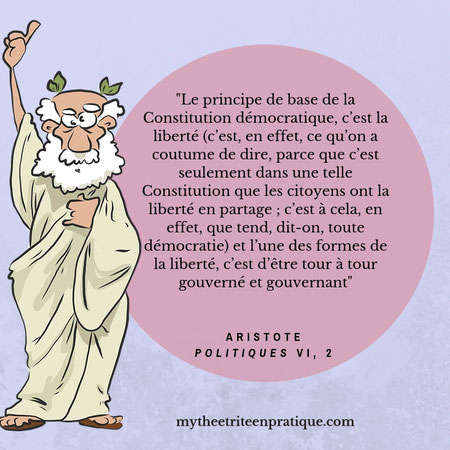 "Le principe de base de la
Constitution démocratique, c'est la
liberté (c'est, en effet, ce qu'on a
coutume de dire, parce que c'est
seulement dans une telle
Constitution que les citoyens ont la
liberté en partage ; c'est à cela, en
effet, que tend, dit-on, toute
démocratie) et l'une des formes de
la liberté, c'est d'être tour à tour
gouverné et gouvernant"
ARISTOTE
POLITIQUES VI, 2
mytheetriteenpratique.com